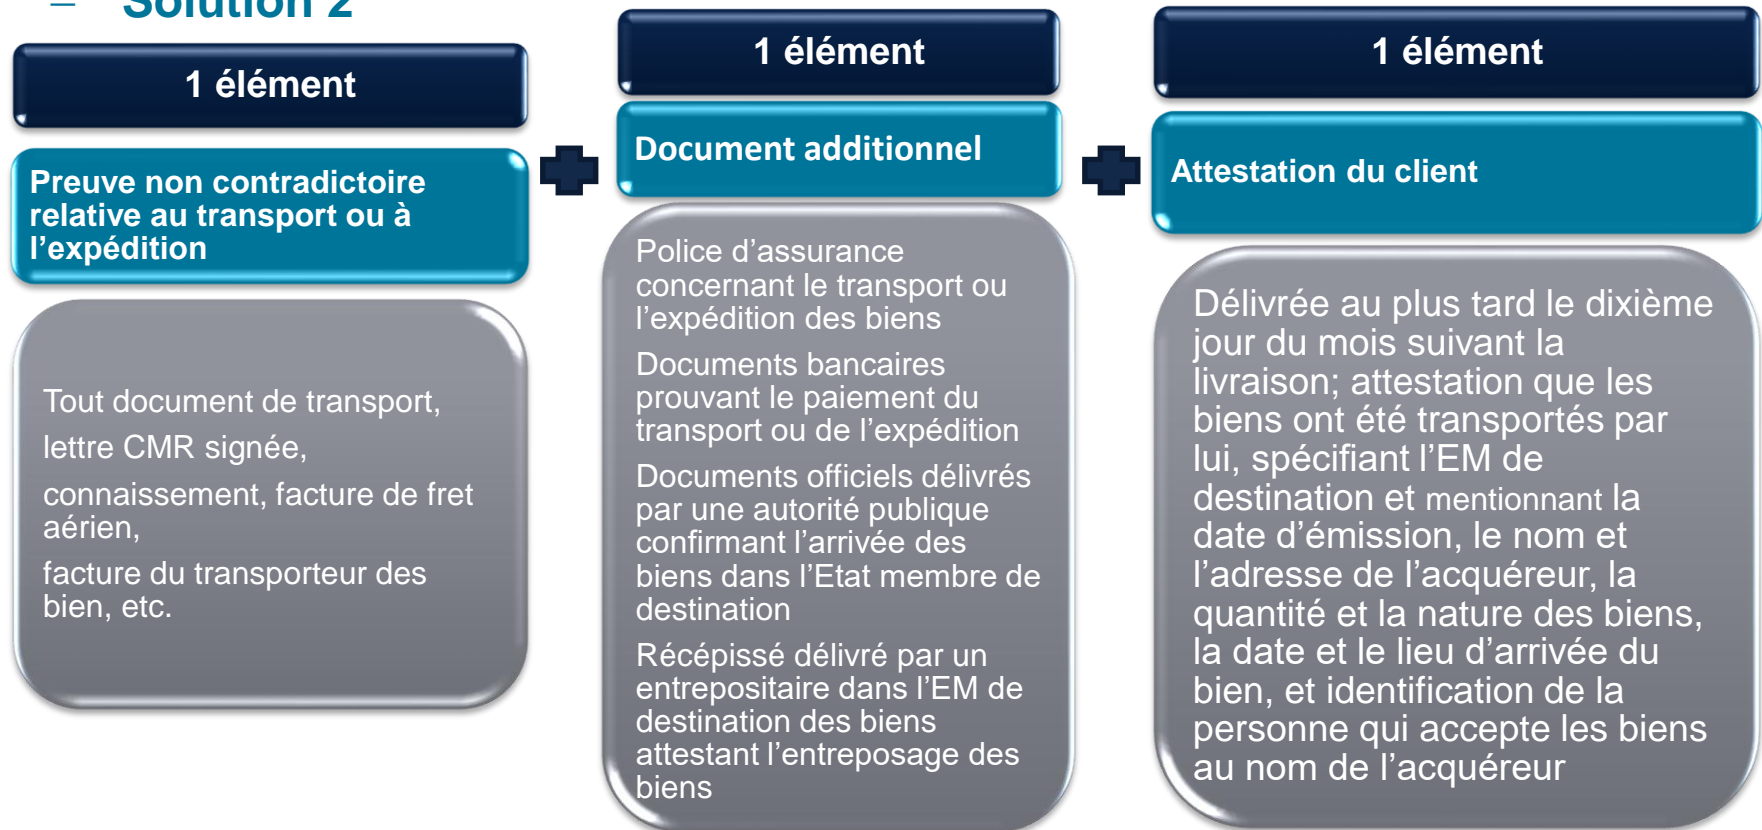 – Solution 2
1 élément
Preuve non contradictoire
relative au transport ou à
l’expédition
Tout document de transport,
lettre CMR signée,
connaissement, facture de fret
aérien,
facture du transporteur des
bien, etc.
1 élément
Document additionnel
Police d’assurance
concernant le transport ou
l’expédition des biens
Documents bancaires
prouvant le paiement du
transport ou de l’expédition
Documents officiels délivrés
par une autorité publique
confirmant l’arrivée des
biens dans l’Etat membre de
destination
Récépissé délivré par un
entrepositaire dans l’EM de
destination des biens
attestant l’entreposage des
biens
1 élément
Attestation du client
Délivrée au plus tard le dixième
jour du mois suivant la
livraison; attestation que les
biens ont été transportés par
lui, spécifiant l’EM de
destination et mentionnant la
date d’émission, le nom et
l’adresse de l’acquéreur, la
quantité et la nature des biens,
la date et le lieu d’arrivée du
bien, et identification de la
personne qui accepte les biens
au nom de l’acquéreur